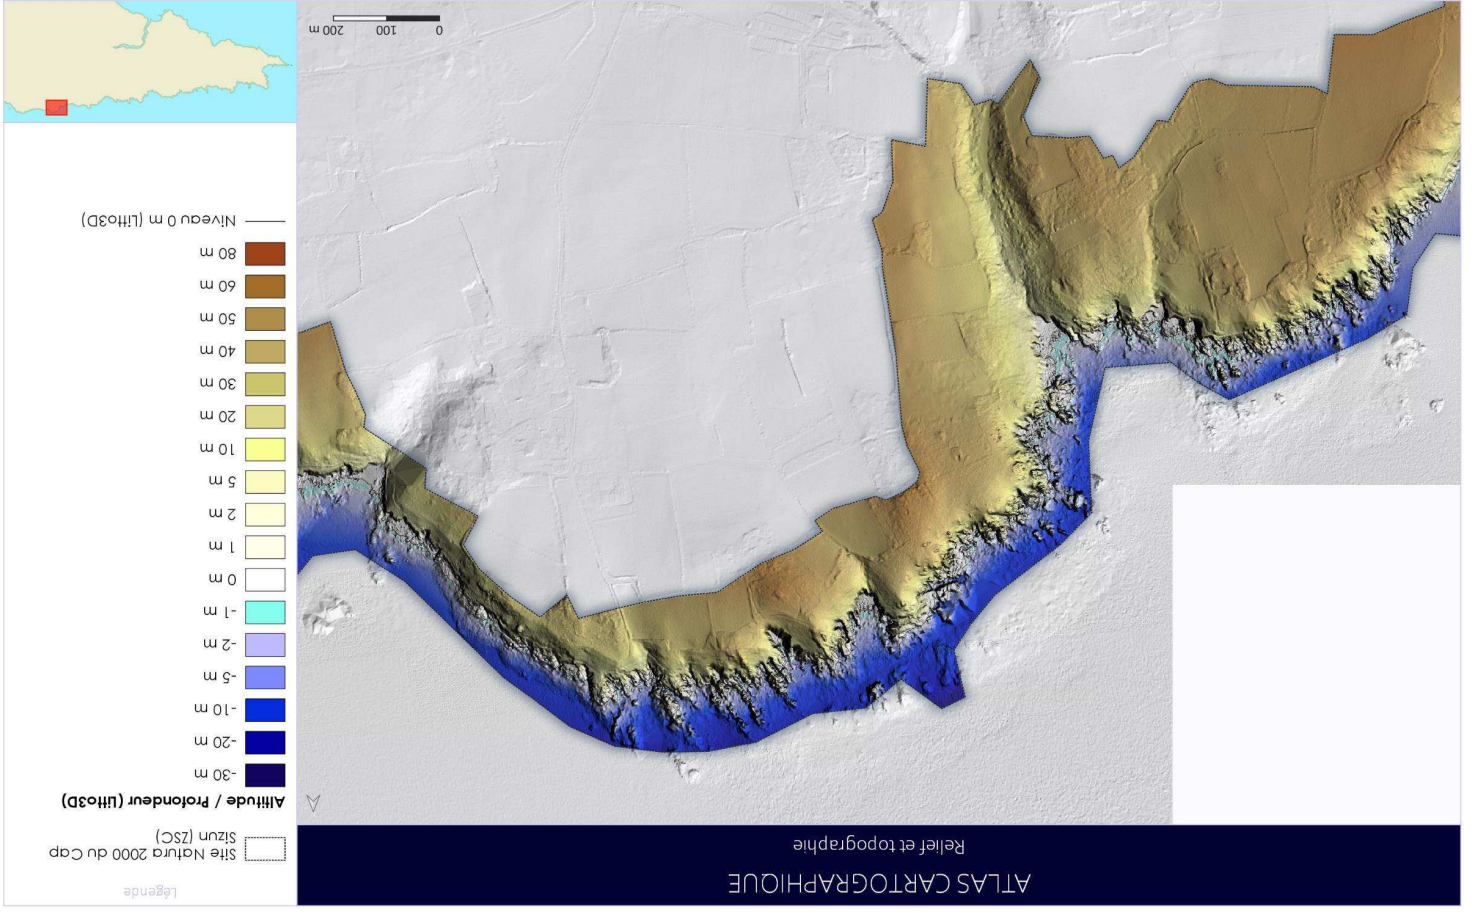 ATLAS CARTOGRAPHIQUE
Relief et topographie
Légende
Site Natura 2000 du Cap
Sizun (ZSC)
Altitude / Profondeur (Litto3D)
-30 m
-20 m
-10 m
-5 m
-2 m
-1 m
0 m
1 m
2 m
5 m
10 m
20 m
30 m
40 m
50 m
60 m
80 m
Niveau 0 m (Litto3D)
0 100 200 m